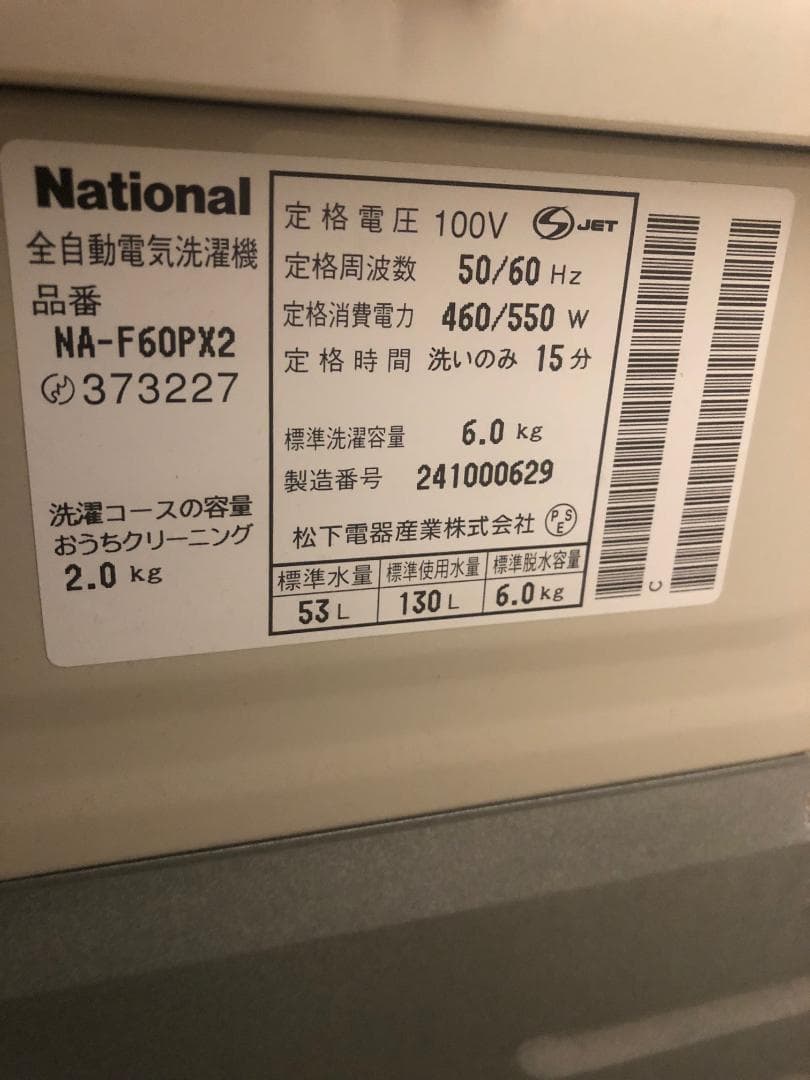 National
全自動電気洗濯機
品番
NA-F60PX2
373227
洗濯コースの容量
おうちクリーニング
2.0 kg
定格電圧 100V JET
定格周波数 50/60 Hz
定格消費電力 460/550 W
定格時間 洗いのみ 15分
標準洗濯容量 6.0 kg
製造番号 241000629
松下電器産業株式会社 PSE
標準水量 標準使用水量 標準脱水容量
53 L 130 L 6.0 kg
C